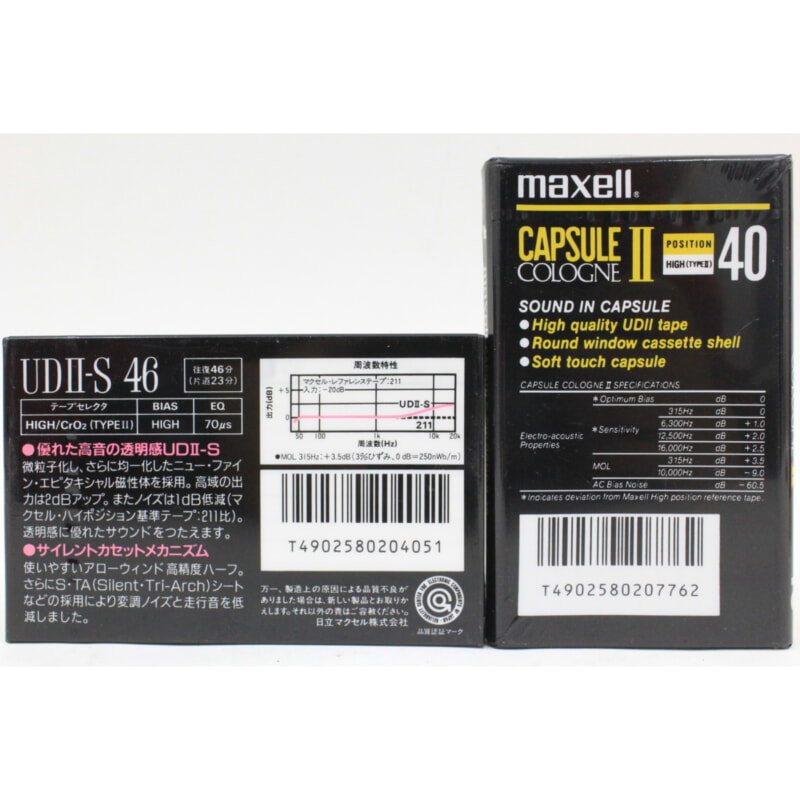 UDII-S 46
往復46分
(片道23分)
テープセレクタ BIAS EQ
HIGH/CrO2 (TYPEII) HIGH 70μs
●優れた高音の透明感UDII-S
微粒子化し、さらに均一化したニュー・ファイ
ン・エピタキシャル磁性体を採用。高域の出
力は2dBアップ。またノイズは1dB低減(マ
クセル・ハイポジション基準テープ:211比)。
透明感に優れたサウンドをつたえます。
●サイレントカセットメカニズム
使いやすいアローウィンド高精度ハーフ。
さらにS・TA(Silent・Tri-Arch)シート
などの採用により変調ノイズと走行音を低
減しました。
周波数特性
マクセル・レファレンステープ:211
入力:-20dB
出力(dB)
+5
0
UDII-S
211
50 100 1k 10k 20k
周波数(Hz)
●MOL 315Hz:+3.5dB(3%ひずみ、0 dB=250nWb/m)
T4902580204051
万一、製造上の原因による品質不良が
ありました場合は、新しい製品とお取り換え
します。それ以外の責はご容赦ください。
日立マクセル株式会社
品質認証マーク
maxell®
CAPSULE II
COLOGNE
POSITION
HIGH(TYPEII)
40
SOUND IN CAPSULE
●High quality UDII tape
●Round window cassette shell
●Soft touch capsule
CAPSULE COLOGNE II SPECIFICATIONS
Electro-acoustic
Properties
*Optimum Bias dB 0
*Sensitivity
315Hz dB 0
6,300Hz dB +1.0
12,500Hz dB +2.0
16,000Hz dB +2.5
MOL
315Hz dB +3.5
10,000Hz dB -9.0
AC Bias Noise dB -60.5
*Indicates deviation from Maxell High position reference tape.
T4902580207762